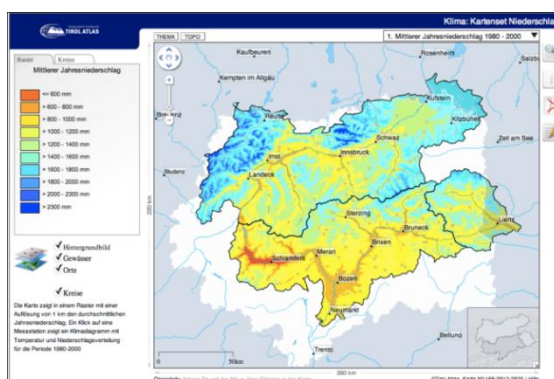 Klima: Kartenset Niederschlag
TIROL ATLAS
THEMA
TOPO
1. Mittlerer Jahresniederschlag 1980 - 2000
Raster
Kreise
Mittlerer Jahresniederschlag
<= 600 mm
> 600 - 800 mm
> 800 - 1000 mm
> 1000 - 1200 mm
> 1200 - 1400 mm
> 1400 - 1600 mm
> 1600 - 1800 mm
> 1800 - 2000 mm
> 2000 - 2300 mm
> 2300 mm
Hintergrundbild
Gewässer
Orte
Kreise
Die Karte zeigt in einem Raster mit einer
Auflösung von 1 km den durchschnittlichen
Jahresniederschlag. Ein Klick auf eine
Messstation zeigt ein Klimadiagramm mit
Temperatur und Niederschlagsverteilung
für die Periode 1980-2000
Kaufbeuren
Rosenheim
Kempten im Allgäu
Kufstein
Reutte
Kitzbühel
Schwaz
Zell am See
Innsbruck
Imst
Bludenz
Landeck
Sterzing
Lienz
Bruneck
Brixen
Meran
Schlanders
Bozen
Neumarkt
Trento
Belluno
0
50km
220 km
260 km